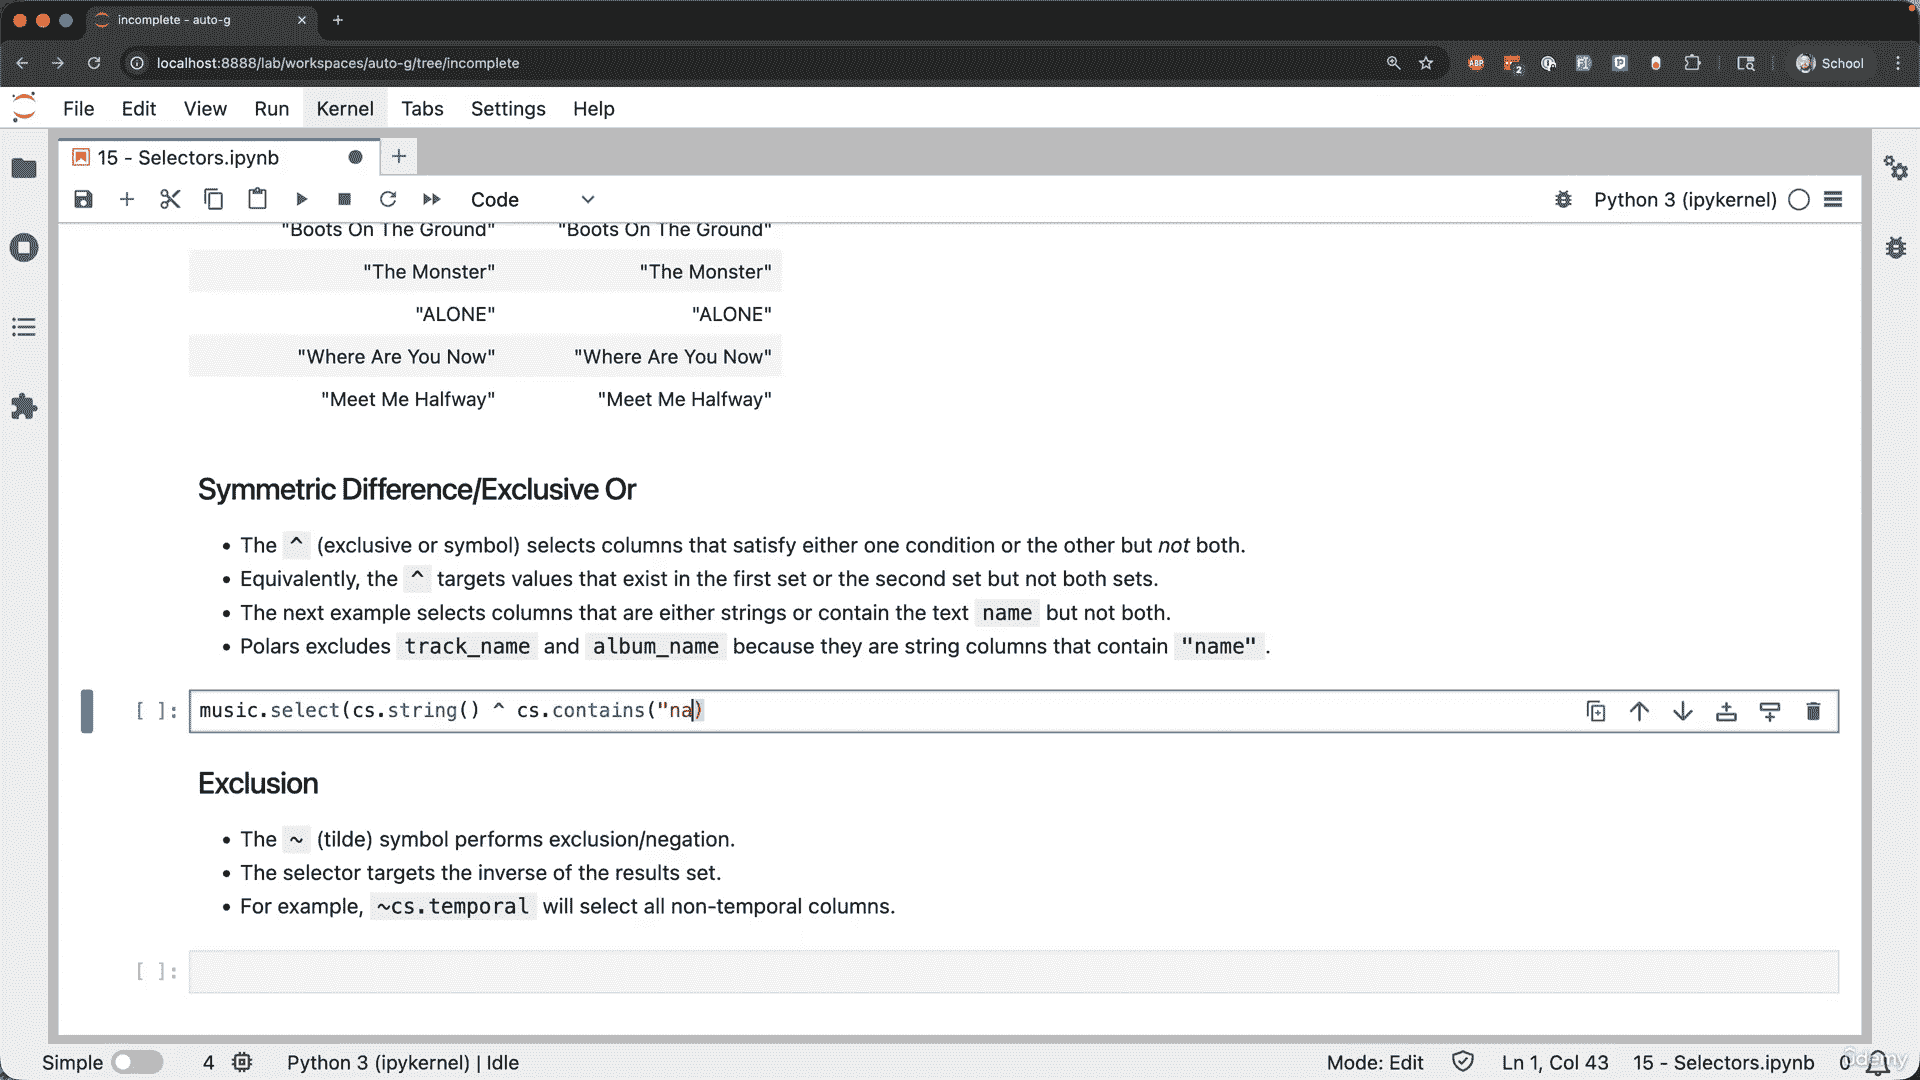 incomplete - auto-g
localhost:8888/lab/workspaces/auto-g/tree/incomplete
ABP
2
School
File Edit View Run Kernel Tabs Settings Help
15 - Selectors.ipynb
Code
Python 3 (ipykernel)
"Boots On The Ground" "Boots On The Ground"
"The Monster" "The Monster"
"ALONE" "ALONE"
"Where Are You Now" "Where Are You Now"
"Meet Me Halfway" "Meet Me Halfway"
Symmetric Difference/Exclusive Or
• The ^ (exclusive or symbol) selects columns that satisfy either one condition or the other but not both.
• Equivalently, the ^ targets values that exist in the first set or the second set but not both sets.
• The next example selects columns that are either strings or contain the text name but not both.
• Polars excludes track_name and album_name because they are string columns that contain "name" .
[ ]: music.select(cs.string() ^ cs.contains("na)
Exclusion
• The ~ (tilde) symbol performs exclusion/negation.
• The selector targets the inverse of the results set.
• For example, ~cs.temporal will select all non-temporal columns.
[ ]:
Simple 4 Python 3 (ipykernel) | Idle Mode: Edit Ln 1, Col 43 15 - Selectors.ipynb 0
udemy